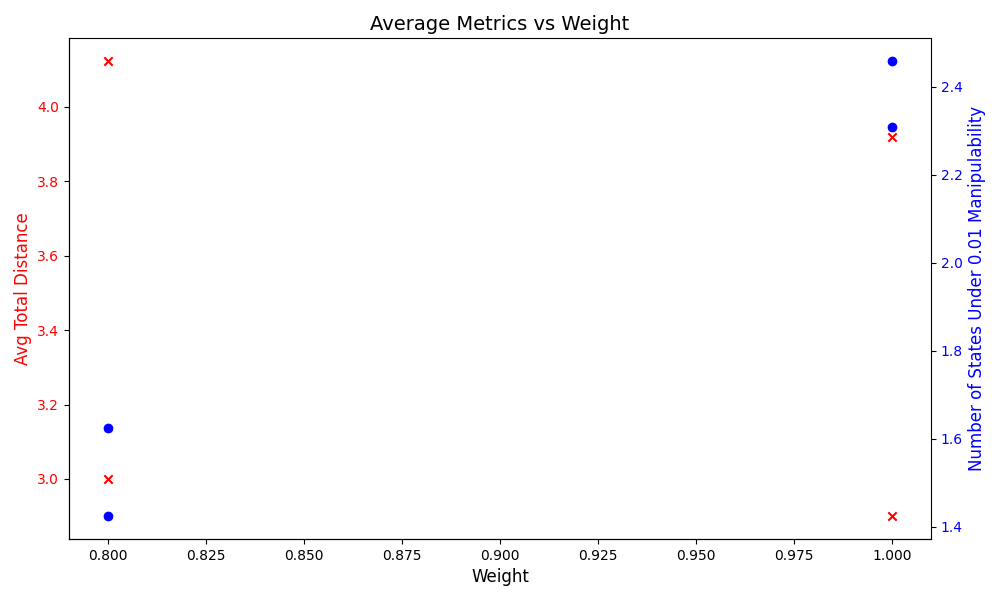 Average Metrics vs Weight
4.0
3.8
3.6
3.4
3.2
3.0
Avg Total Distance
2.4
2.2
2.0
1.8
1.6
1.4
Number of States Under 0.01 Manipulability
0.800 0.825 0.850 0.875 0.900 0.925 0.950 0.975 1.000
Weight